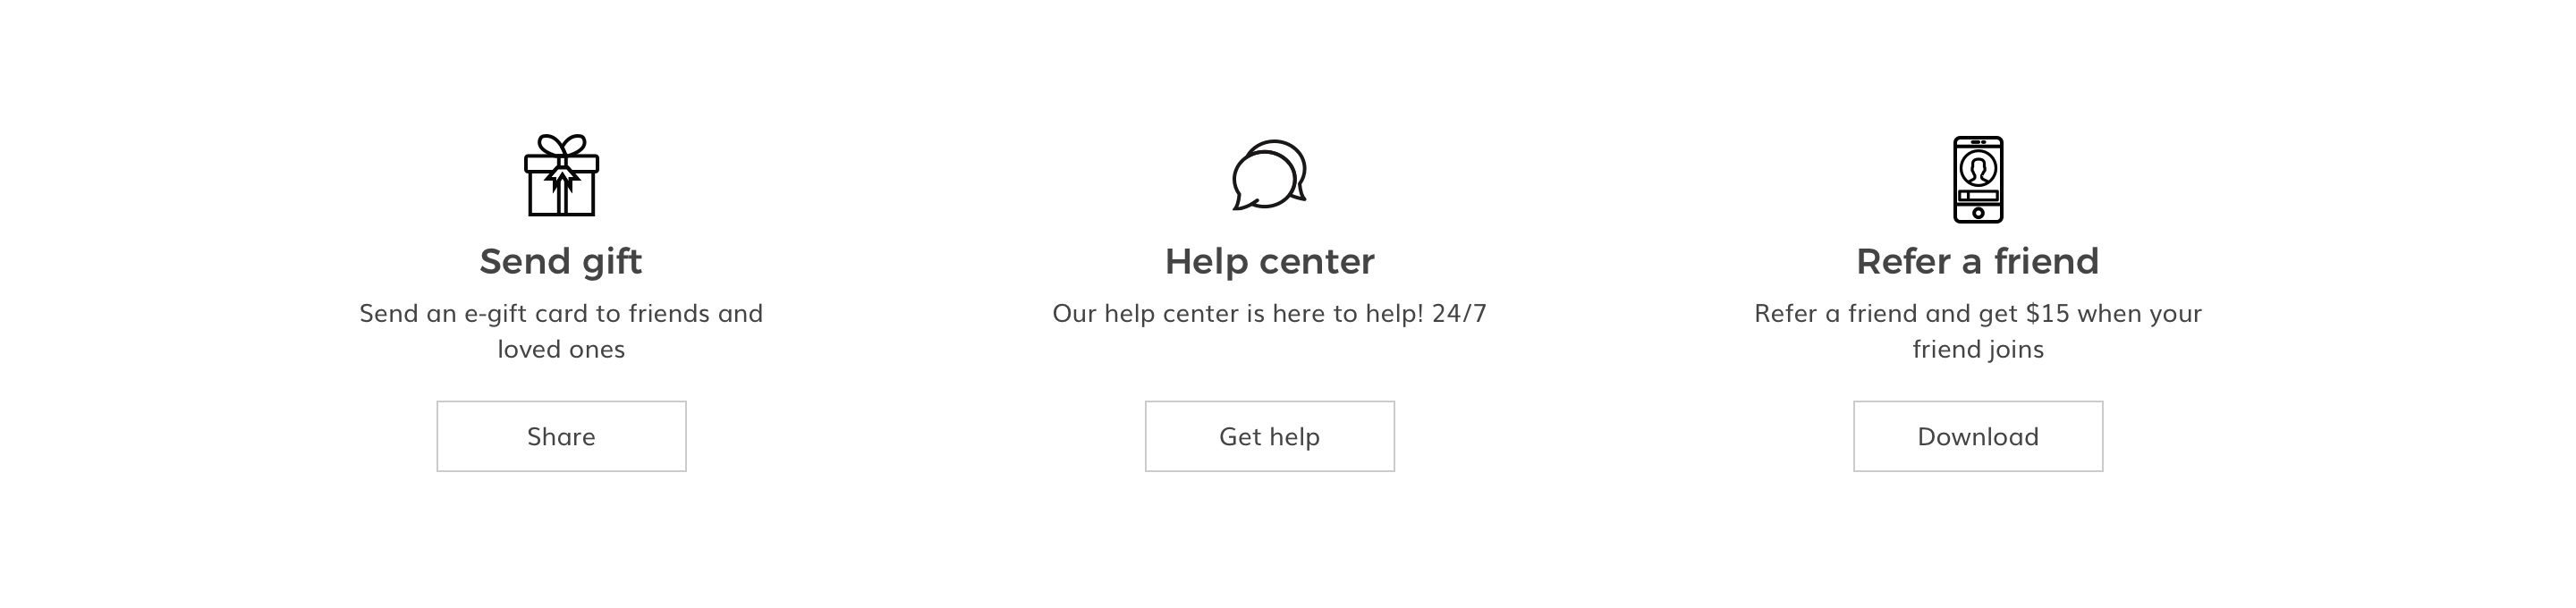 Send gift
Send an e-gift card to friends and
loved ones
Share
Help center
Our help center is here to help! 24/7
Get help
Refer a friend
Refer a friend and get $15 when your
friend joins
Download